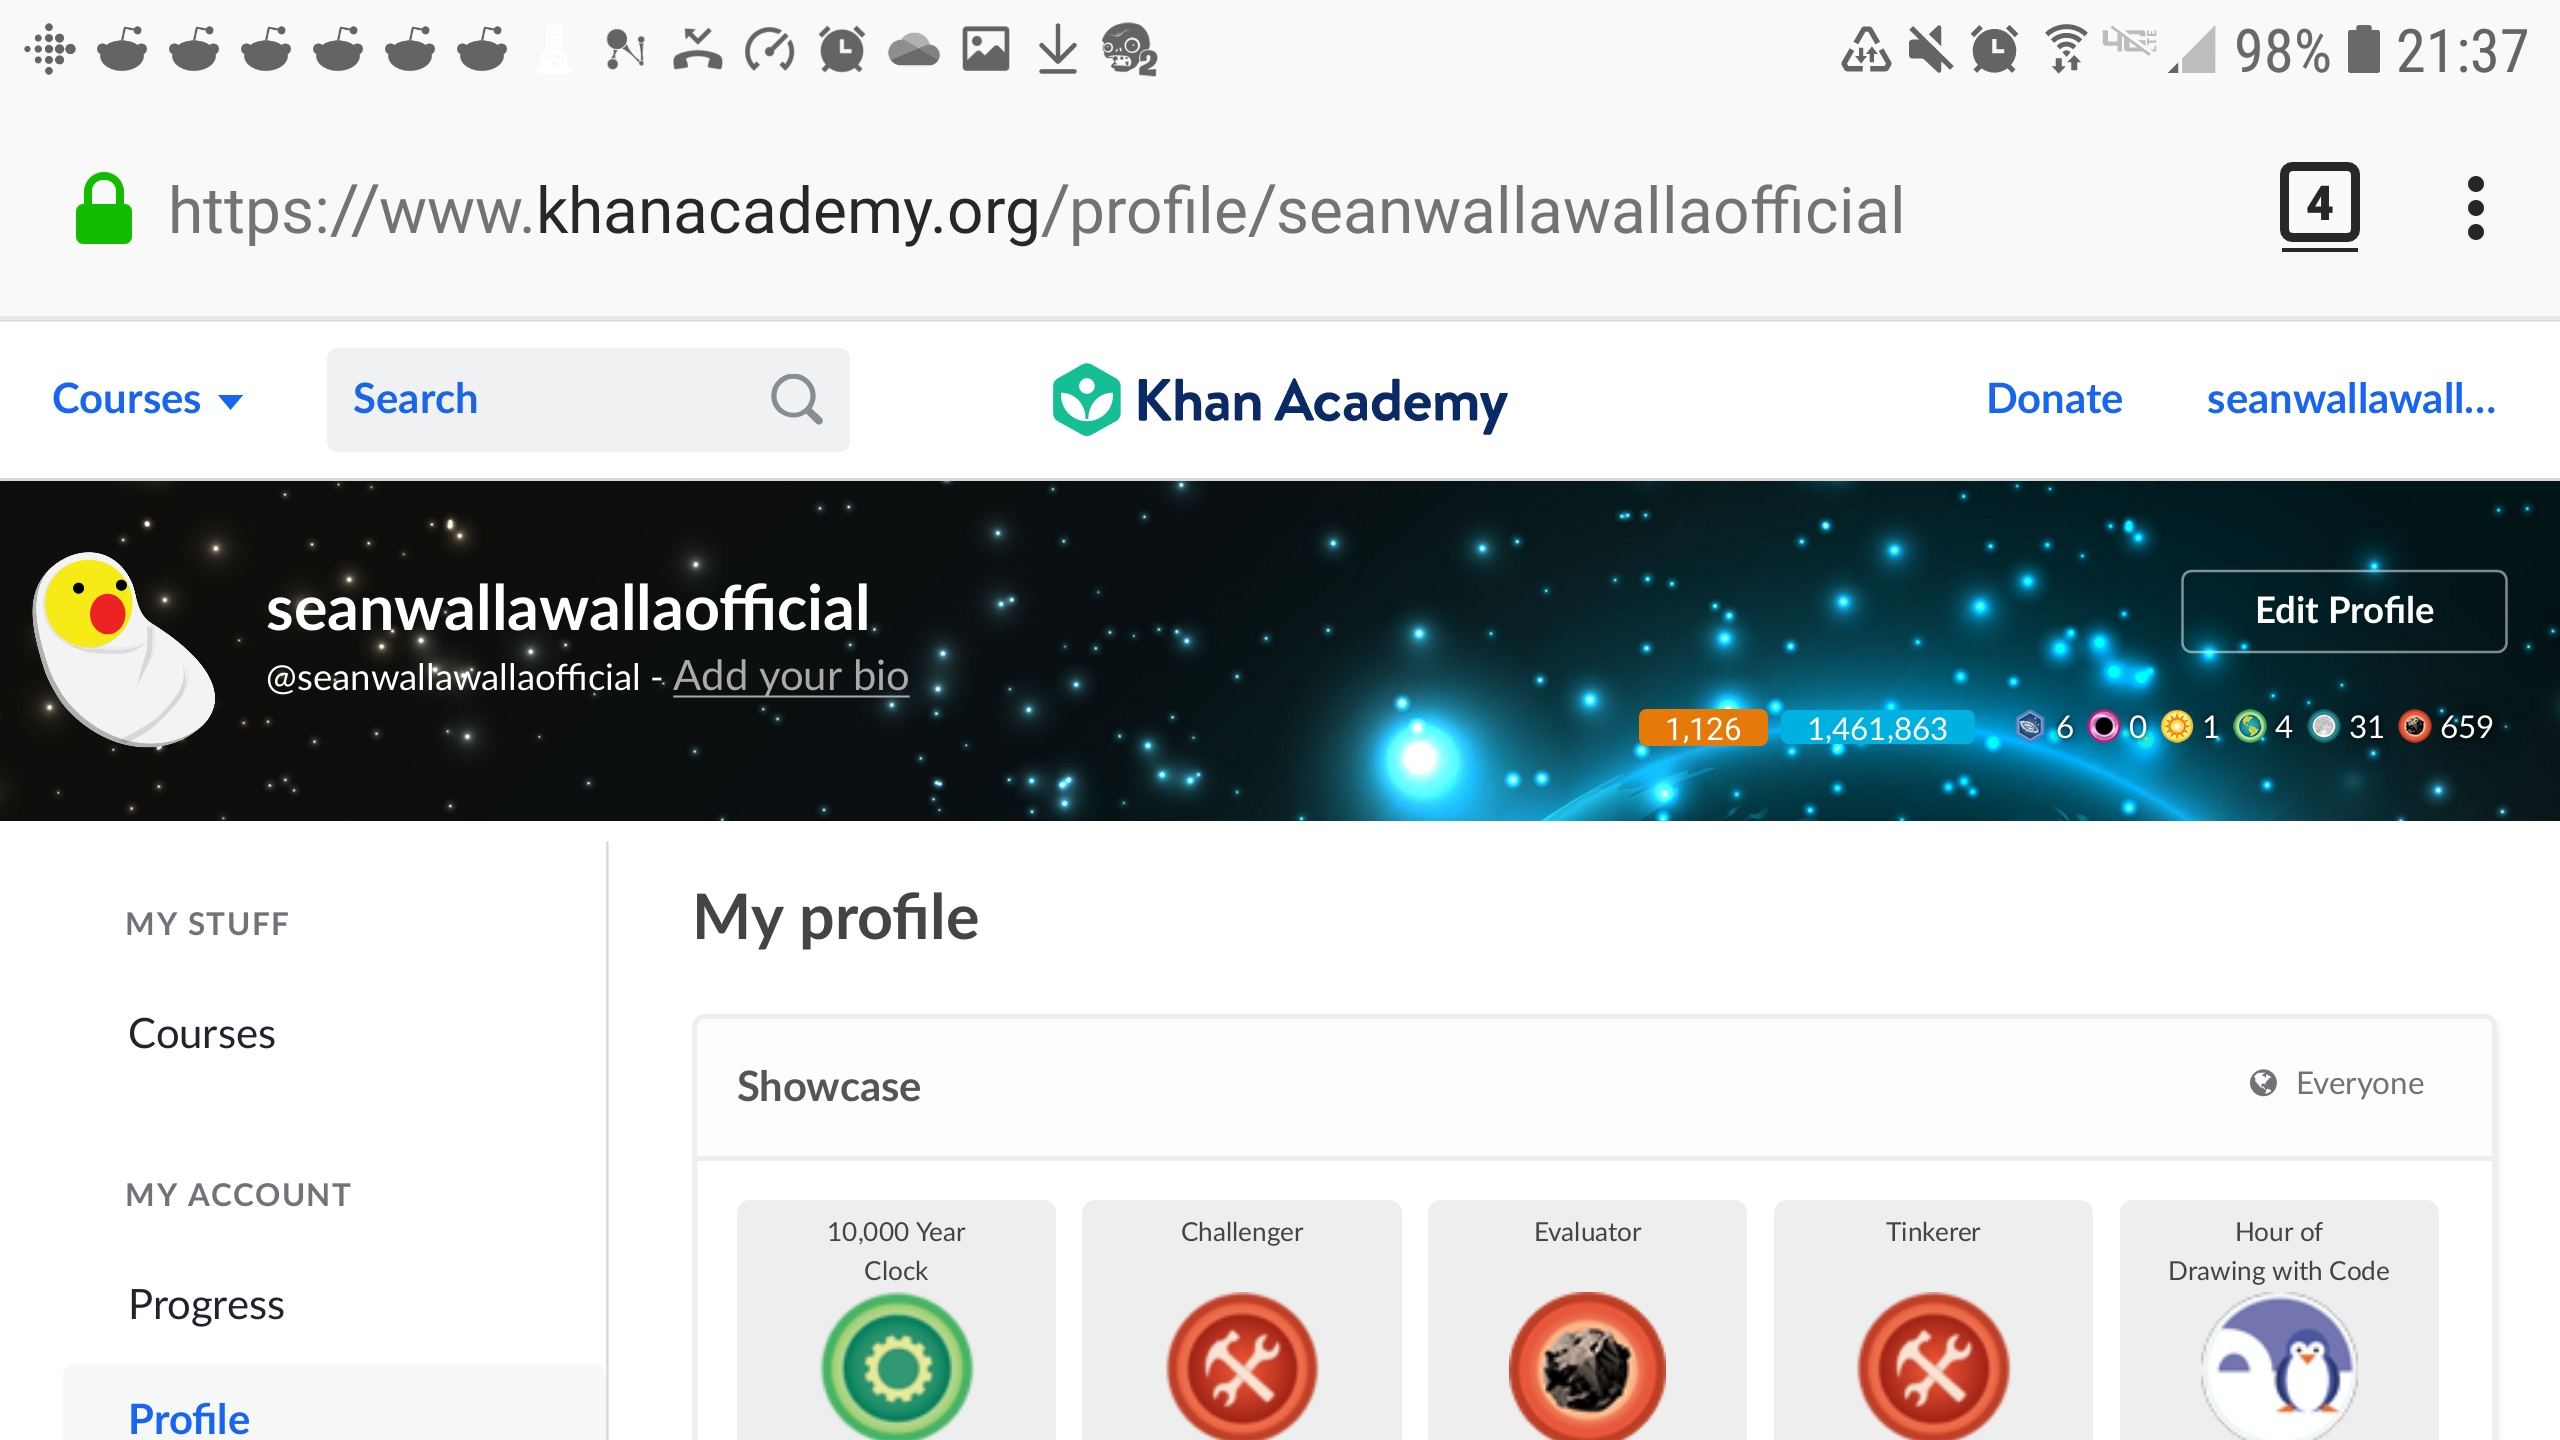 98% 21:37
https://www.khanacademy.org/profile/seanwallawallaofficial
4
Courses
Search
Khan Academy
Donate
seanwallawall...
seanwallawallaofficial
@seanwallawallaofficial - Add your bio
Edit Profile
1,126 1,461,863 6 0 1 4 31 659
MY STUFF
Courses
MY ACCOUNT
Progress
Profile
My profile
Showcase
Everyone
10,000 Year
Clock
Challenger
Evaluator
Tinkerer
Hour of
Drawing with Code